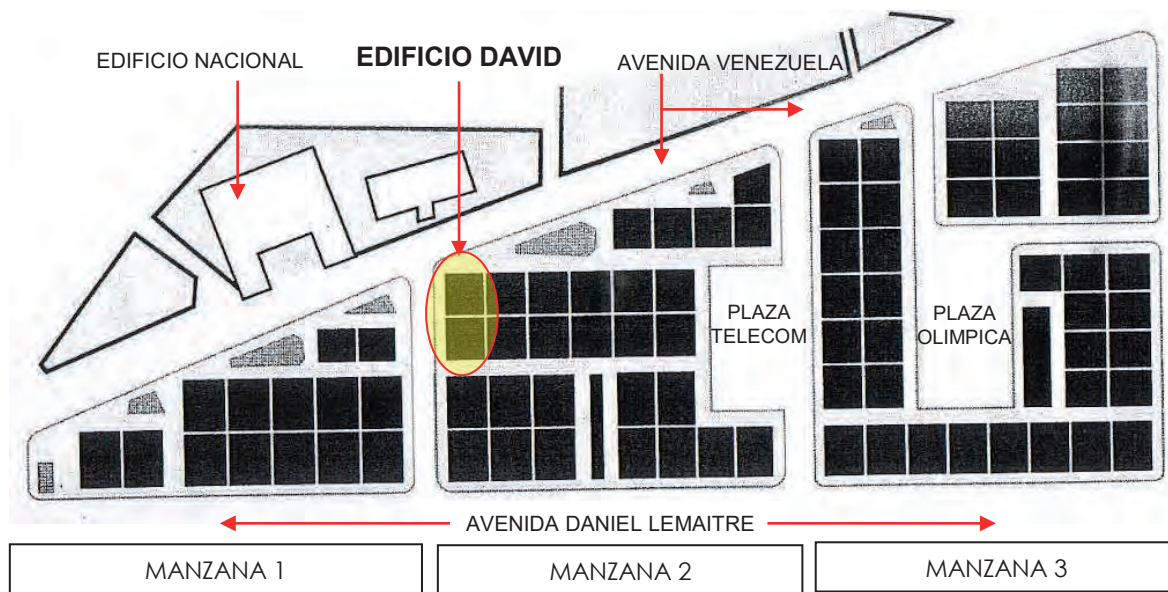 EDIFICIO NACIONAL
EDIFICIO DAVID
AVENIDA VENEZUELA
PLAZA
TELECOM
PLAZA
OLIMPICA
AVENIDA DANIEL LEMAITRE
MANZANA 1
MANZANA 2
MANZANA 3